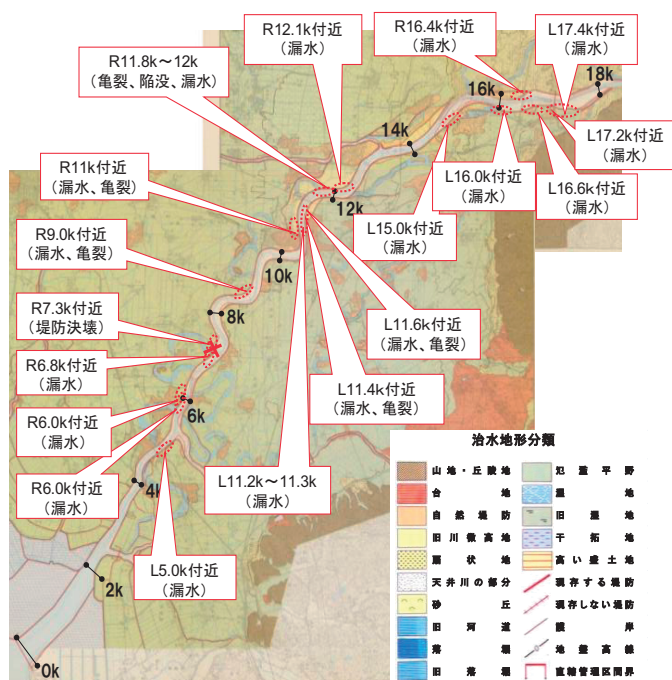 R12.1k付近
(漏水)
R16.4k付近
(漏水)
L17.4k付近
(漏水)
R11.8k~12k
(亀裂、陥没、漏水)
18k
16k
14k
12k
L17.2k付近
(漏水)
R11k付近
(漏水、亀裂)
L16.0k付近
(漏水)
L16.6k付近
(漏水)
L15.0k付近
(漏水)
R9.0k付近
(漏水、亀裂)
10k
R7.3k付近
(堤防決壊)
8k
L11.6k付近
(漏水、亀裂)
R6.8k付近
(漏水)
L11.4k付近
(漏水、亀裂)
R6.0k付近
(漏水)
6k
R6.0k付近
(漏水)
L11.2k~11.3k
(漏水)
4k
L5.0k付近
(漏水)
2k
0k
治水地形分類
山地・丘陵地
台地
自然堤防
旧川微高地
扇状地
天井川の部分
砂丘
旧河道
落堀
旧落堀
氾濫平野
湿地
旧湿地
干拓地
高い盛土地
現存する堤防
現存しない堤防
護岸
地盤高線
直轄管理区間界